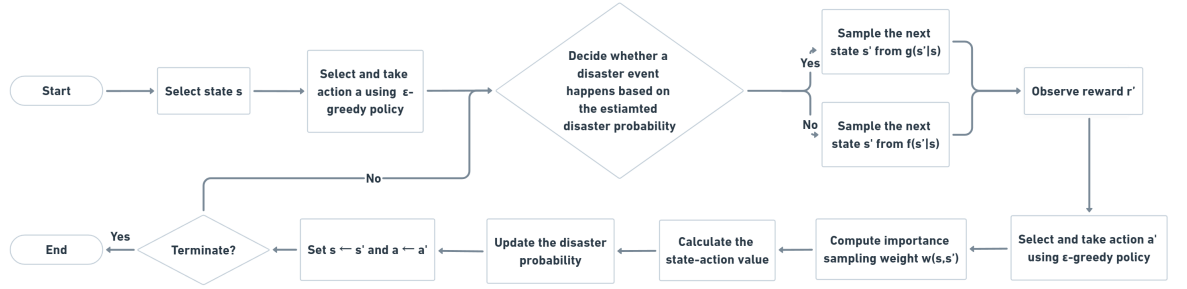 Start
Select state s
Select and take
action a using ε-
greedy policy
Decide whether a
disaster event
happens based on
the estiamted
disaster probability
Yes
Sample the next
state s' from g(s'|s)
No
Sample the next
state s' from f(s'|s)
Observe reward r'
No
End
Yes
Terminate?
Set s ← s' and a ← a'
Update the disaster
probability
Calculate the
state-action value
Compute importance
sampling weight w(s,s')
Select and take action a'
using ε-greedy policy